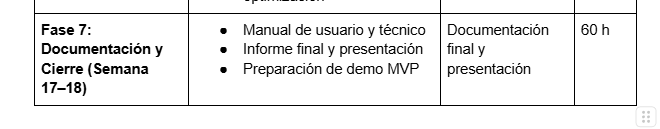 optimización
Fase 7:
Documentación y
Cierre (Semana
17–18)
● Manual de usuario y técnico
● Informe final y presentación
● Preparación de demo MVP
Documentación
final y
presentación
60 h